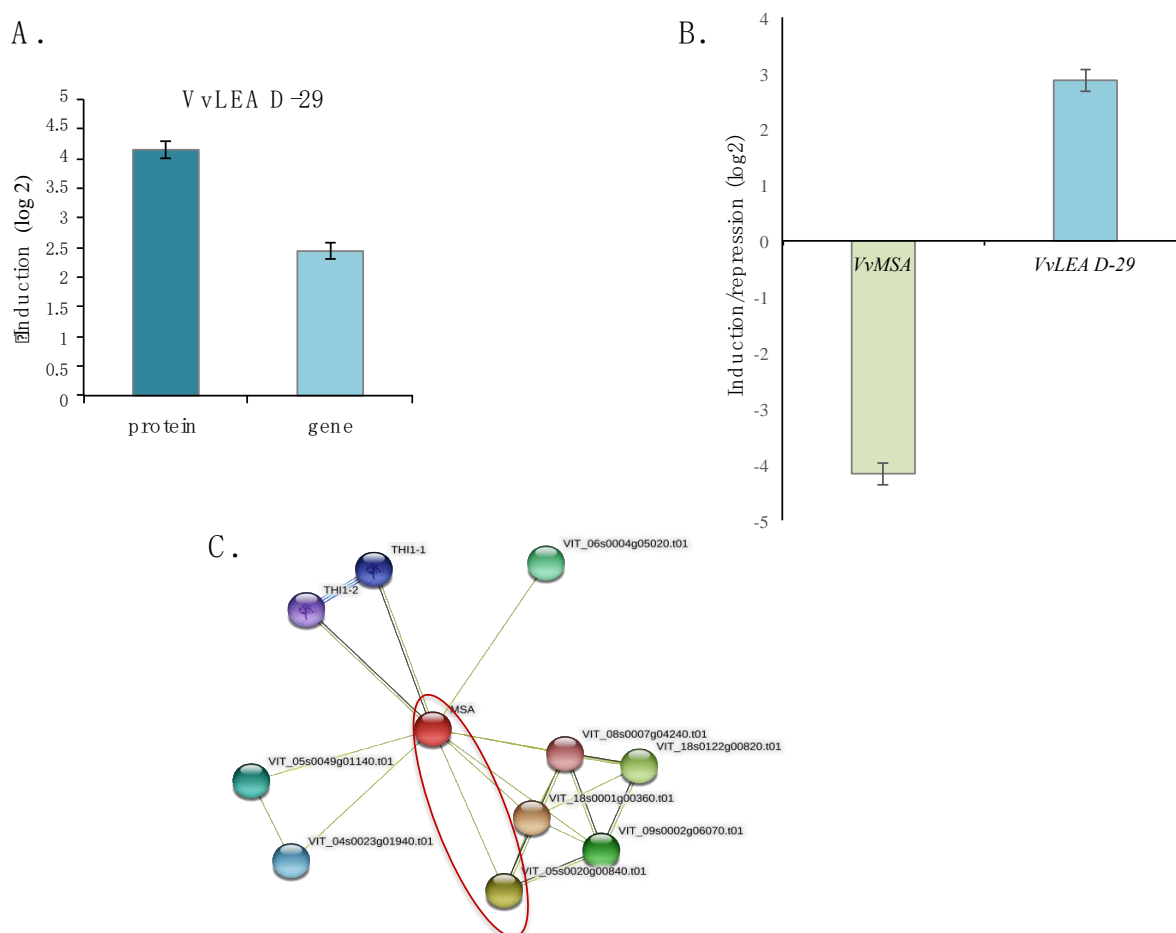 A.
VvLEA D-29
Induction (log 2)
5
4.5
4
3.5
3
2.5
2
1.5
1
0.5
0
protein
gene
B.
Induction/repression (log2)
4
3
2
1
0
-1
-2
-3
-4
-5
VvMSA
VvLEA D-29
C.
THI1-1
THI1-2
VIT_06s0004g05020.t01
MSA
VIT_08s0007g04240.t01
VIT_18s0122g00820.t01
VIT_05s0049g01140.t01
VIT_18s0001g00360.t01
VIT_09s0002g06070.t01
VIT_04s0023g01940.t01
VIT_05s0020g00840.t01